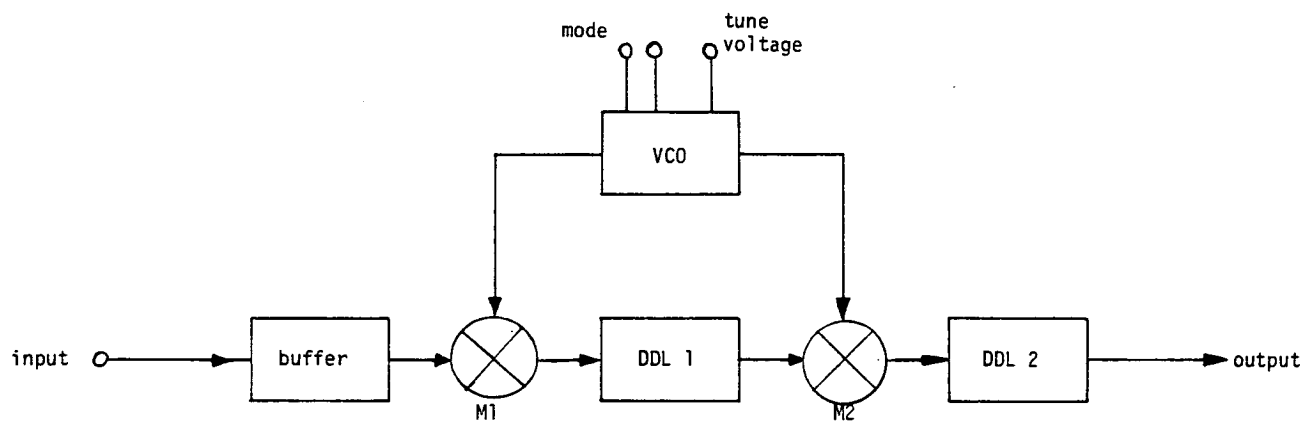 mode
tune
voltage
VCO
input
buffer
DDL 1
DDL 2
output
M1
M2